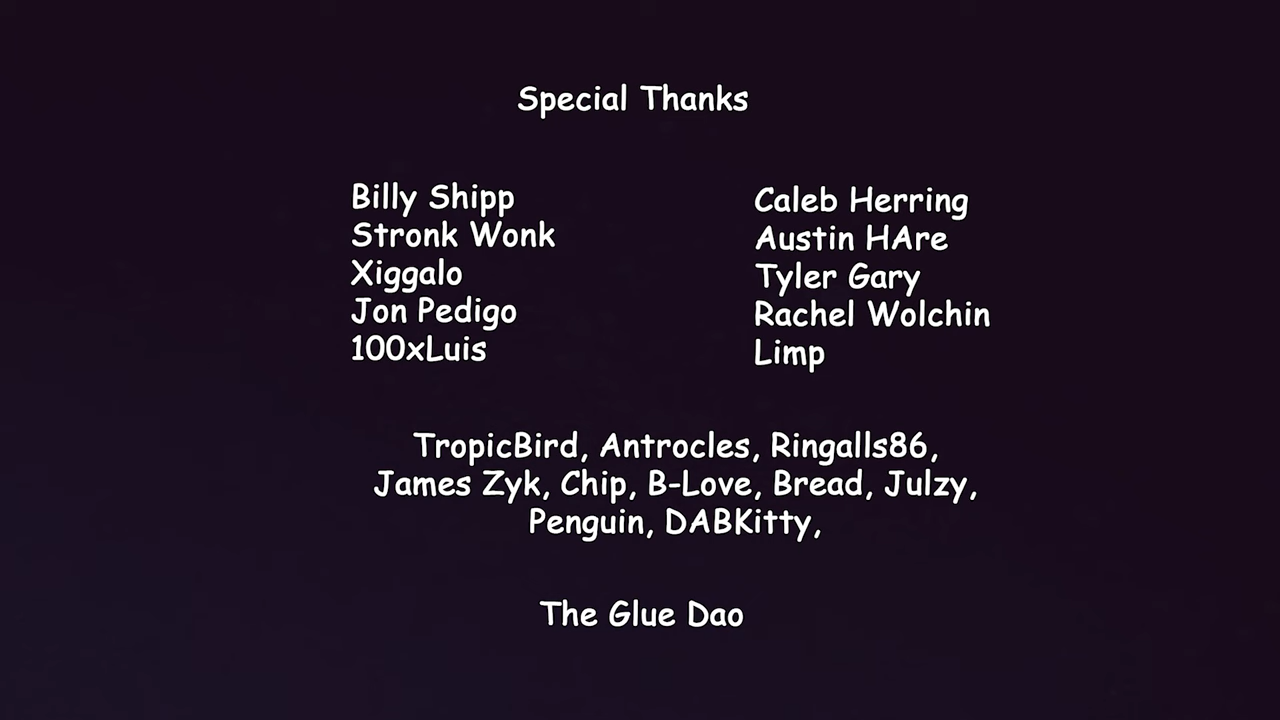 Special Thanks
Billy Shipp
Stronk Wonk
Xiggalo
Jon Pedigo
100xLuis
Caleb Herring
Austin HAre
Tyler Gary
Rachel Wolchin
Limp
TropicBird, Antrocles, Ringalls86,
James Zyk, Chip, B-Love, Bread, Julzy,
Penguin, DABKitty,
The Glue Dao